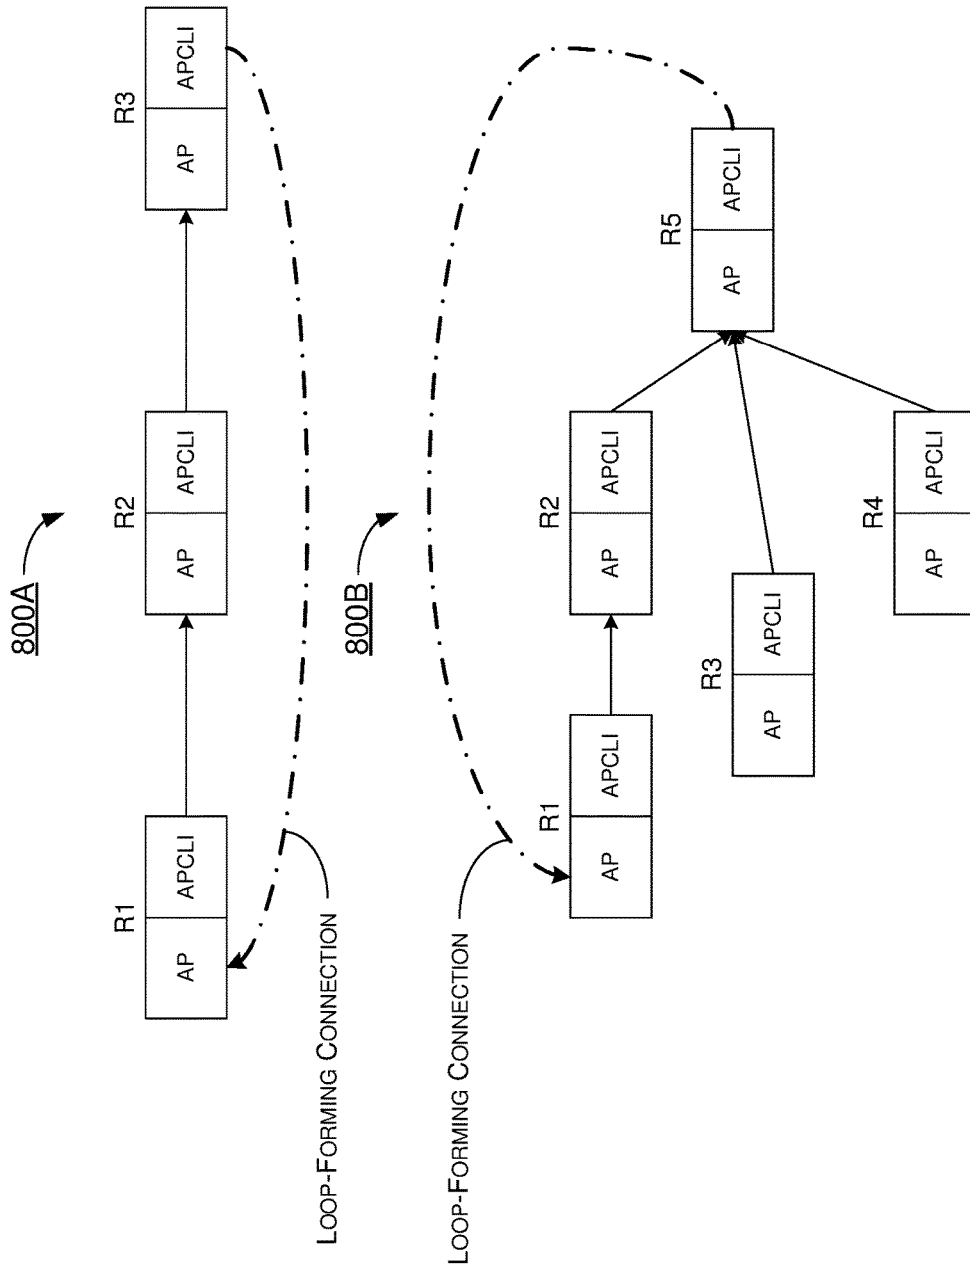 800A
R1
R2
R3
AP APCLI
AP APCLI
AP APCLI
LOOP-FORMING CONNECTION
800B
LOOP-FORMING CONNECTION
R1
R2
R5
AP APCLI
AP APCLI
AP APCLI
R3
AP APCLI
R4
AP APCLI